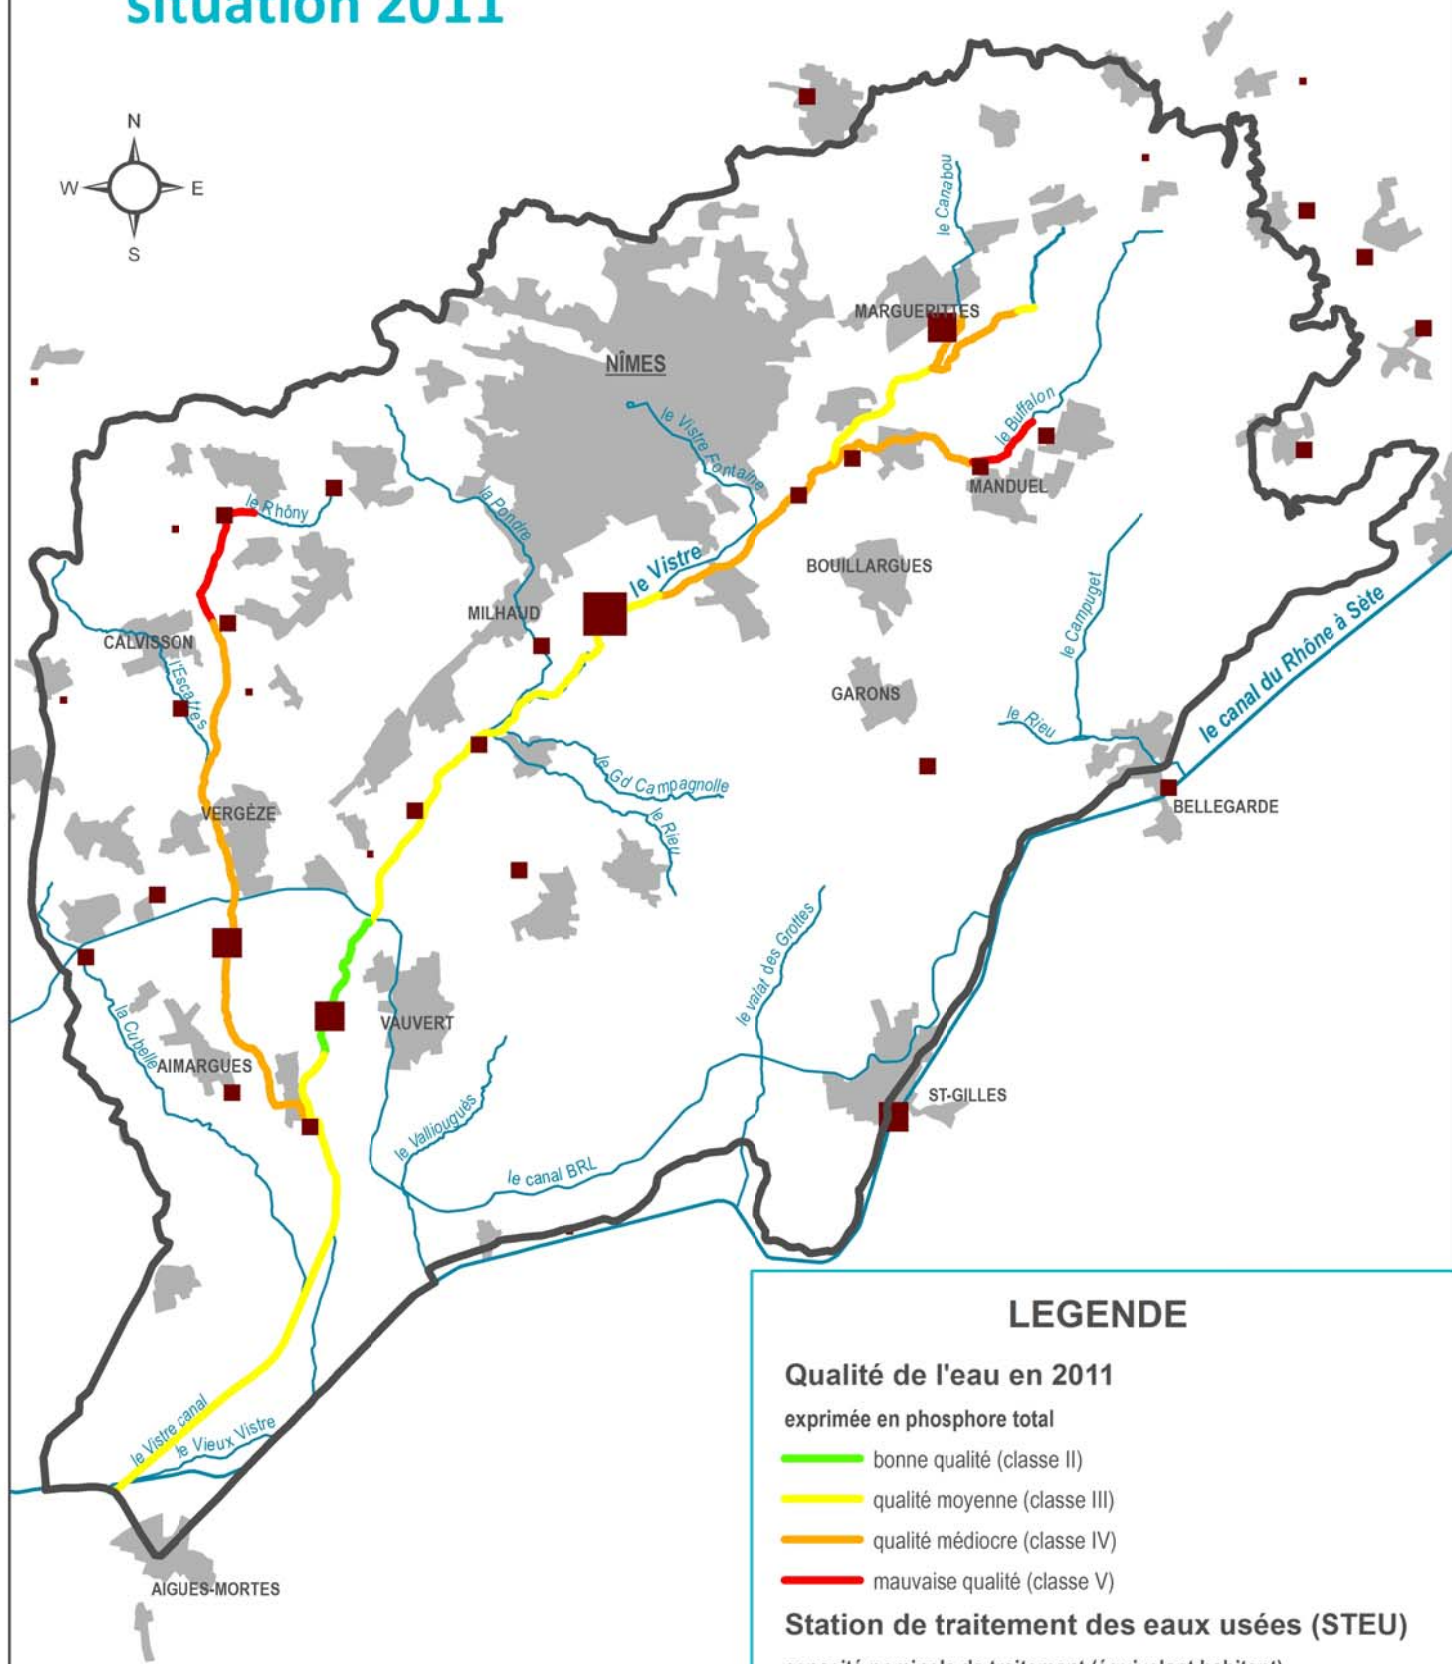 situation 2011
N
W E
S
le Canabou
MARGUERITTES
NÎMES
le Vistre Fontaine
le Buffalon
MANDUEL
le Rhôny
la Pondre
le Vistre
BOUILLARGUES
MILHAUD
CALVISSON
l'Escattes
le Campuget
le canal du Rhône à Sète
GARONS
le Rieu
le Gd Campagnolle
BELLEGARDE
VERGÉZE
le Rieu
le valat des Grottes
VAUVERT
la Cubelle
AIMARGUES
ST-GILLES
le Valliouguès
le canal BRL
le Vistre canal
le Vieux Vistre
AIGUES-MORTES
LEGENDE
Qualité de l'eau en 2011
exprimée en phosphore total
bonne qualité (classe II)
qualité moyenne (classe III)
qualité médiocre (classe IV)
mauvaise qualité (classe V)
Station de traitement des eaux usées (STEU)